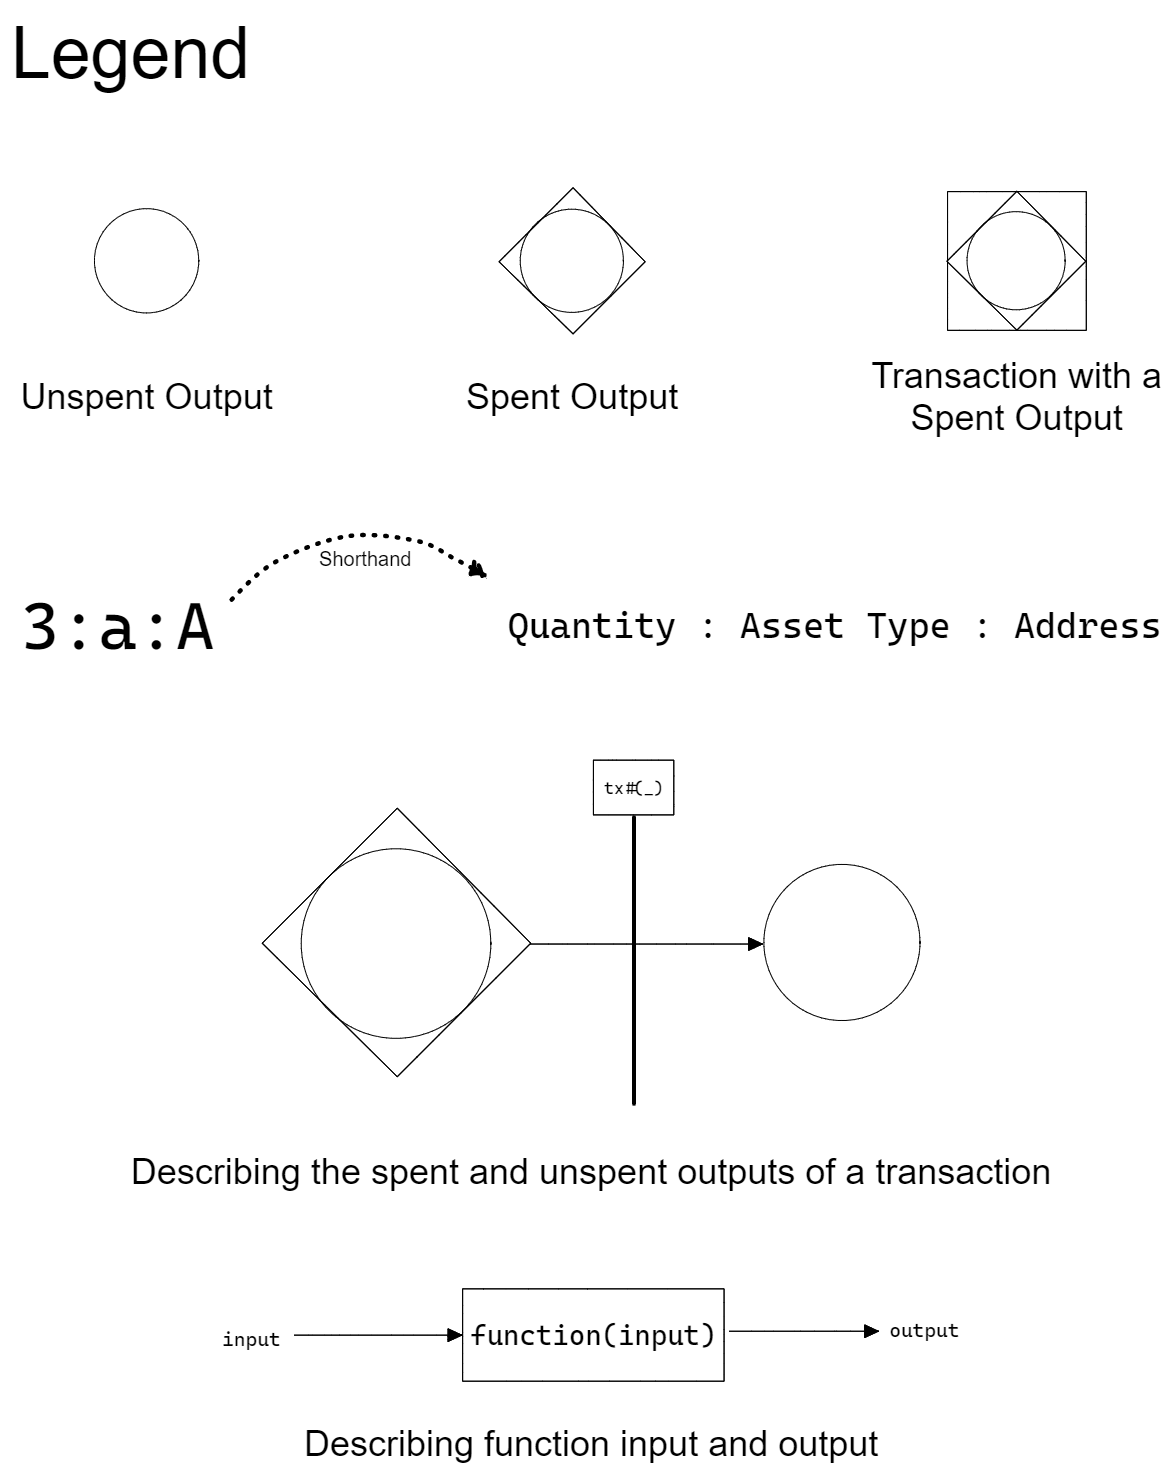 Legend
Unspent Output
Spent Output
Transaction with a
Spent Output
Shorthand
3:a:A
Quantity : Asset Type : Address
tx#(_)
Describing the spent and unspent outputs of a transaction
input
function(input)
output
Describing function input and output